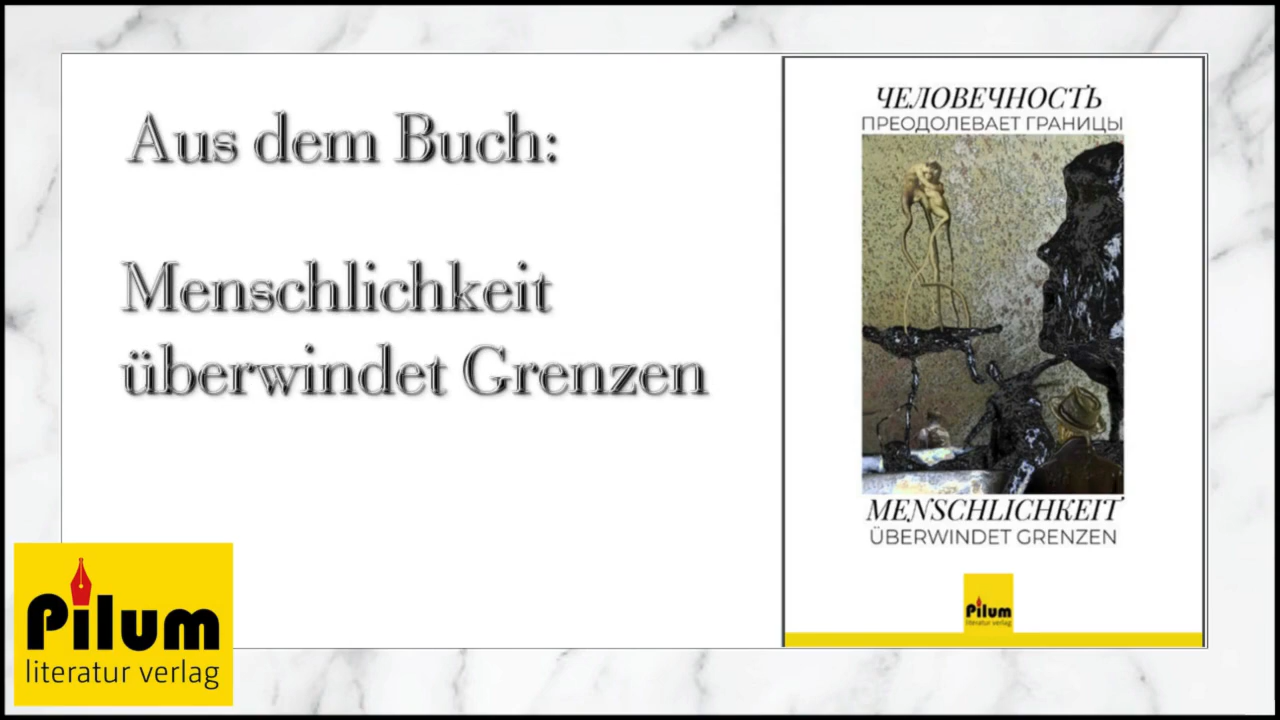 Aus dem Buch:
Menschlichkeit
überwindet Grenzen
ЧЕЛОВЕЧНОСТЬ
ПРЕОДОЛЕВАЕТ ГРАНИЦЫ
MENSCHLICHKEIT
ÜBERWINDET GRENZEN
Pilum
literatur verlag
Pilum
literatur verlag